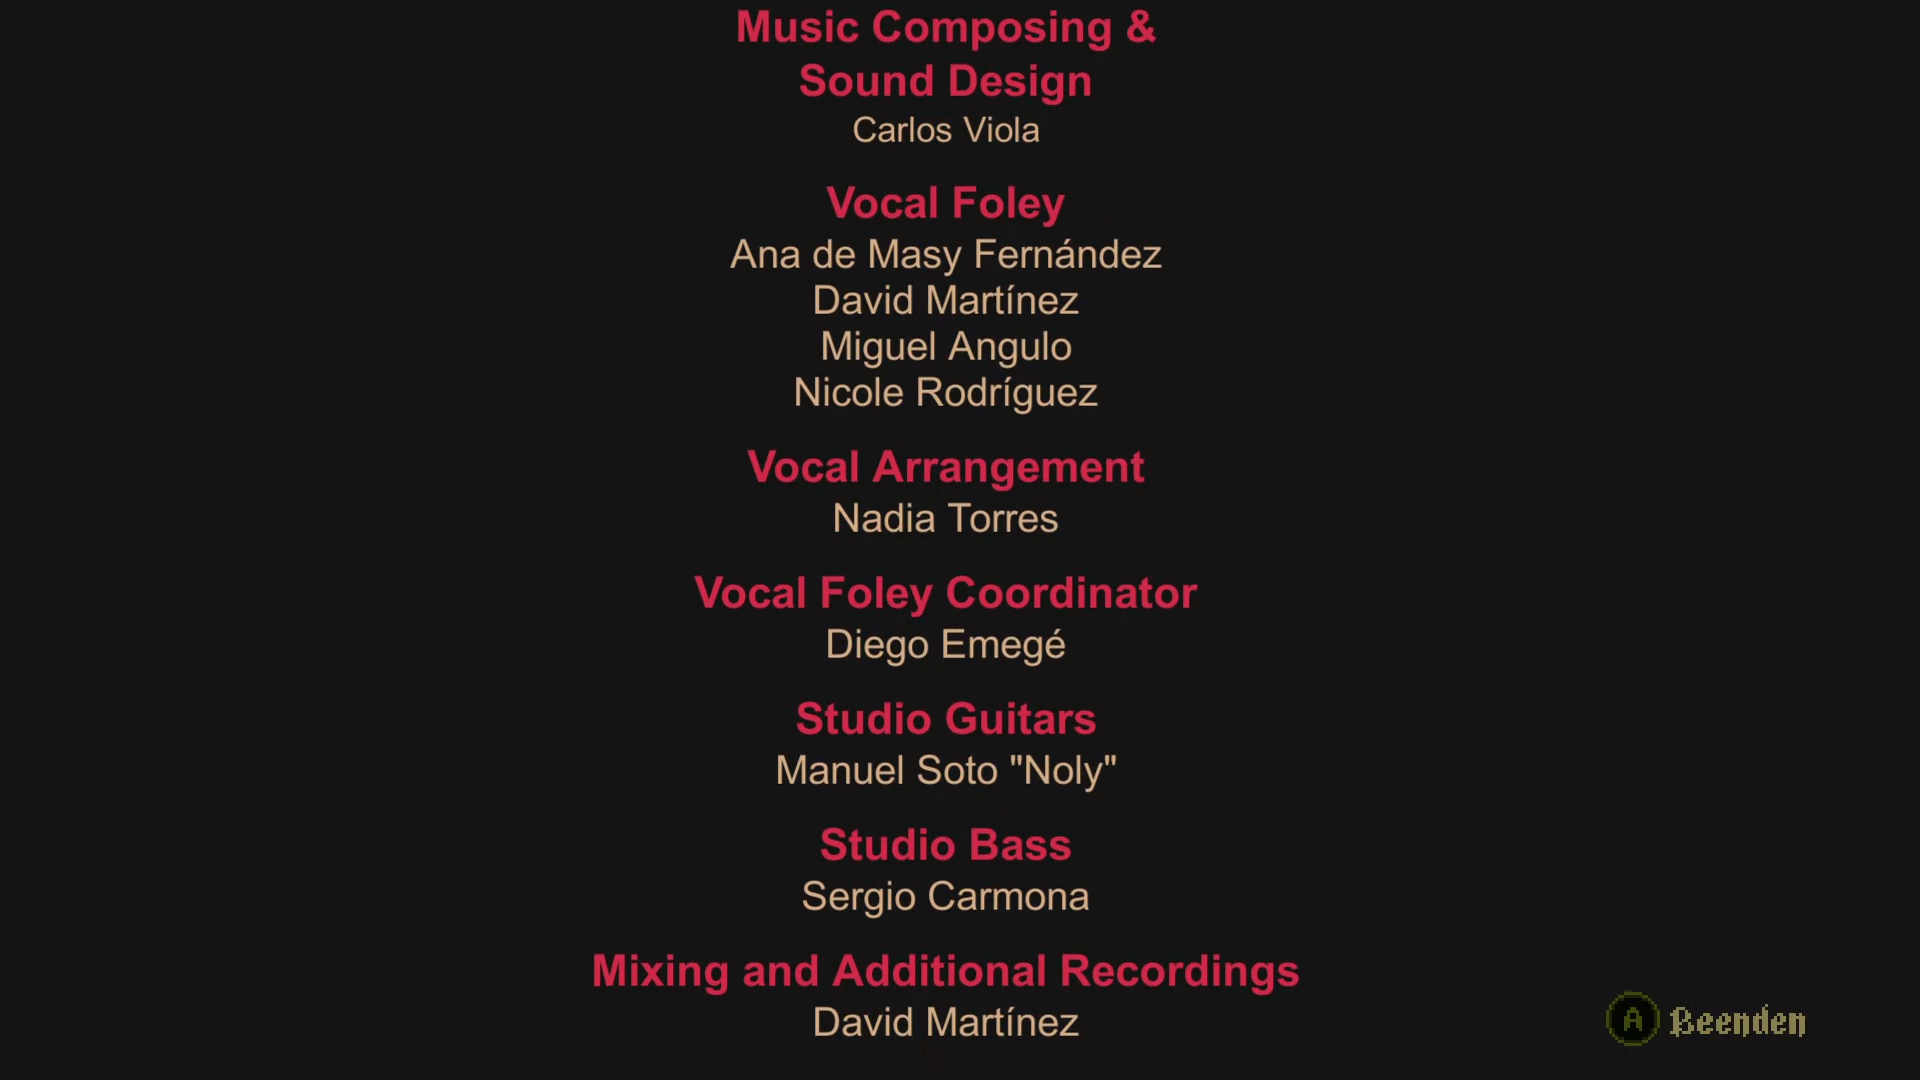 Music Composing &
Sound Design
Carlos Viola
Vocal Foley
Ana de Masy Fernández
David Martínez
Miguel Angulo
Nicole Rodríguez
Vocal Arrangement
Nadia Torres
Vocal Foley Coordinator
Diego Emegé
Studio Guitars
Manuel Soto "Noly"
Studio Bass
Sergio Carmona
Mixing and Additional Recordings
David Martínez
A Beenden